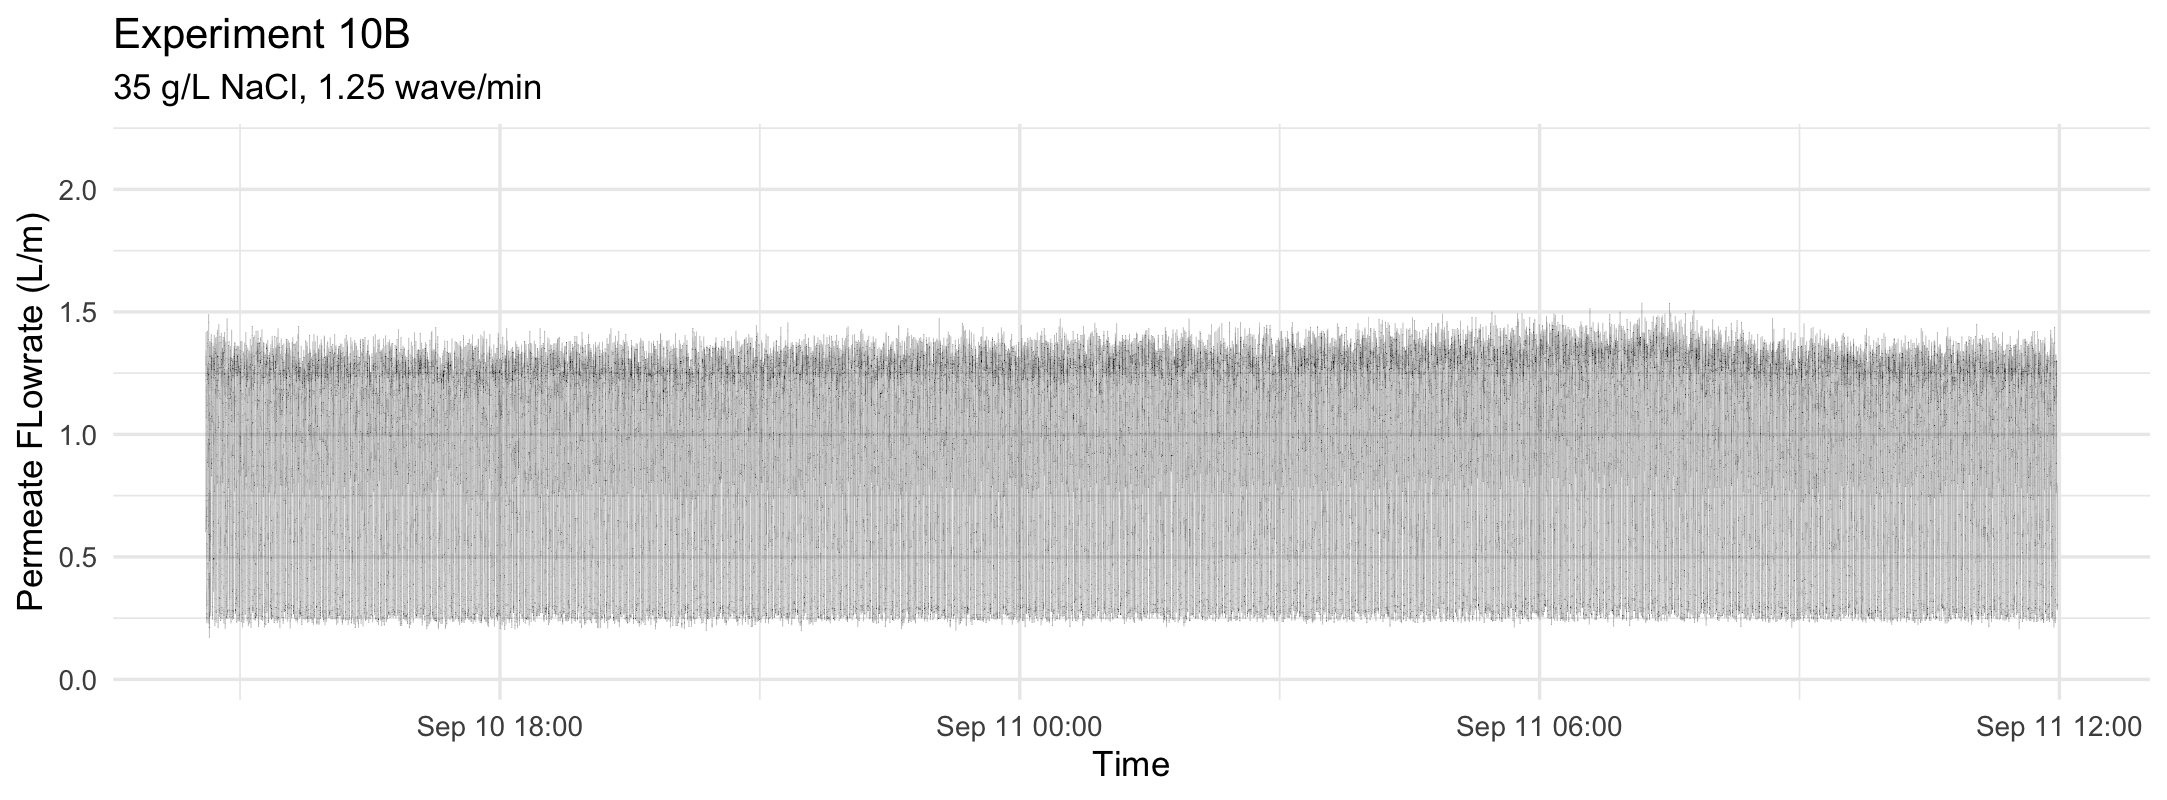 Experiment 10B
35 g/L NaCl, 1.25 wave/min
Permeate FLowrate (L/m)
2.0
1.5
1.0
0.5
0.0
Sep 10 18:00
Sep 11 00:00
Sep 11 06:00
Sep 11 12:00
Time